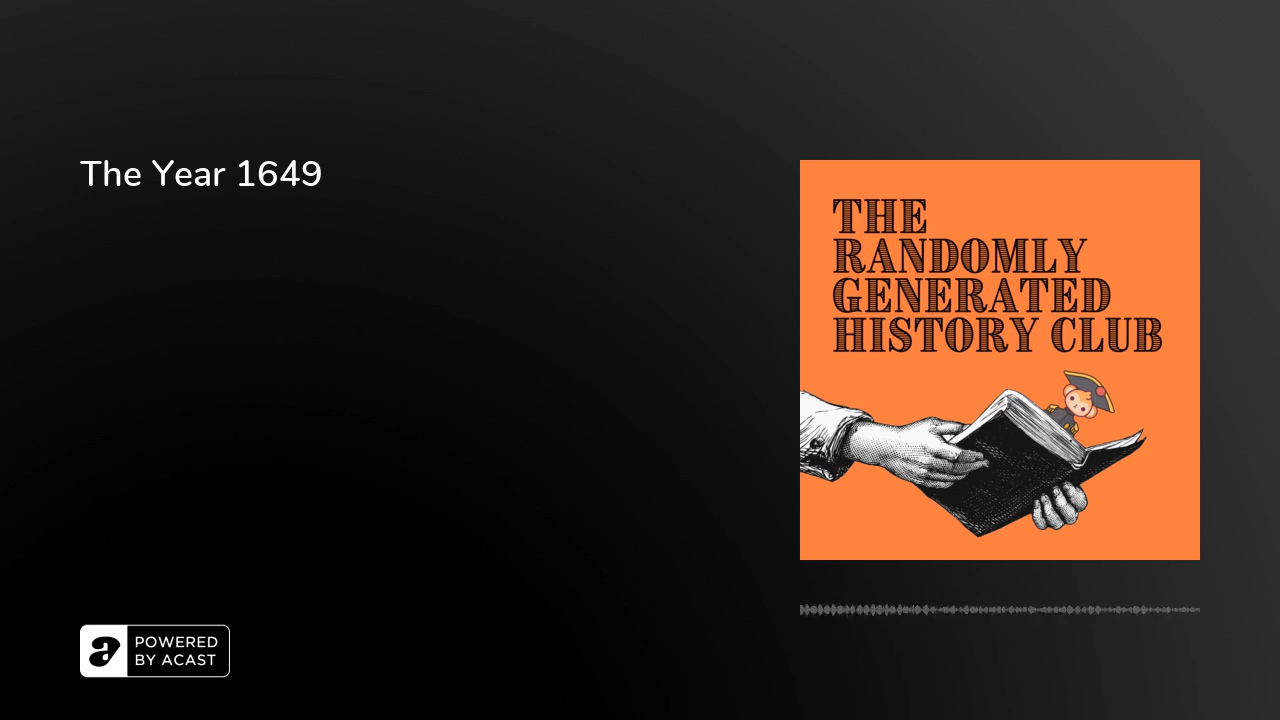 The Year 1649
THE
RANDOMLY
GENERATED
HISTORY CLUB
a
POWERED
BY ACAST